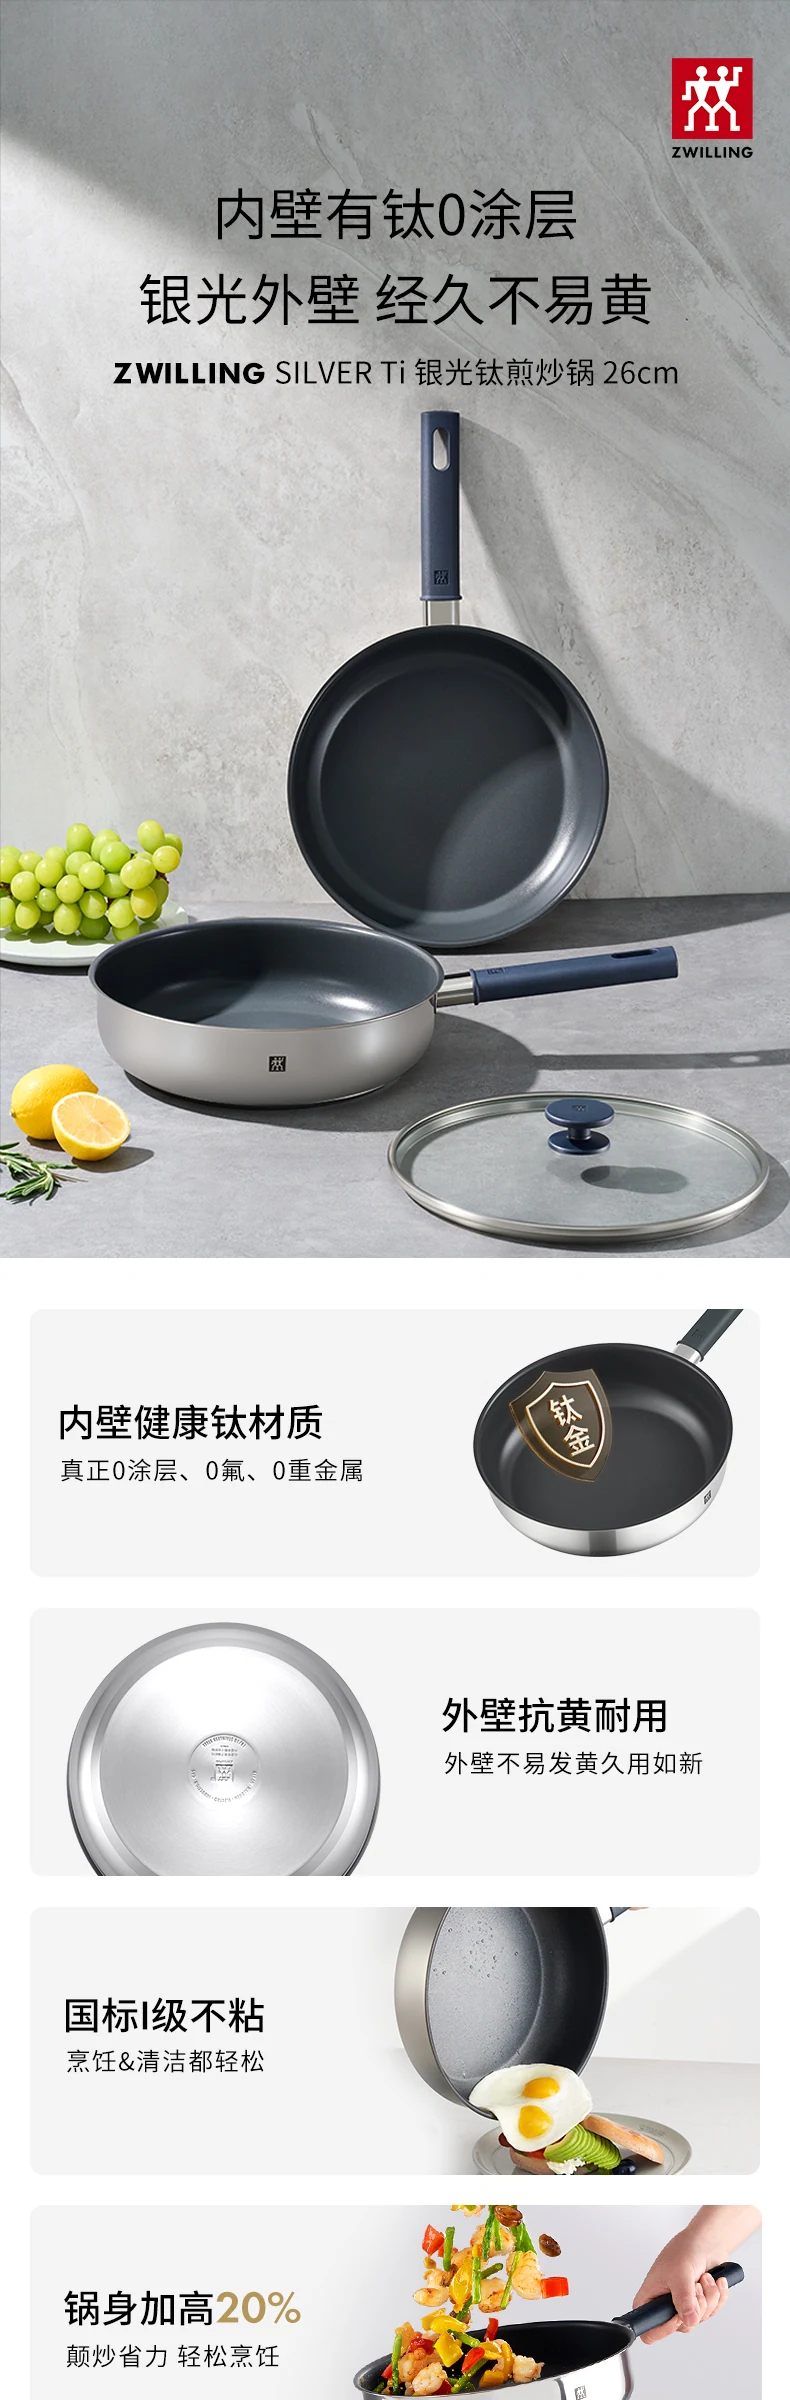 ZWILLING
内壁有钛0涂层
银光外壁 经久不易黄
ZWILLING SILVER Ti 银光钛煎炒锅 26cm
内壁健康钛材质
真正0涂层、0氟、0重金属
钛
金
外壁抗黄耐用
外壁不易发黄久用如新
国标I级不粘
烹饪&清洁都轻松
锅身加高20%
颠炒省力 轻松烹饪